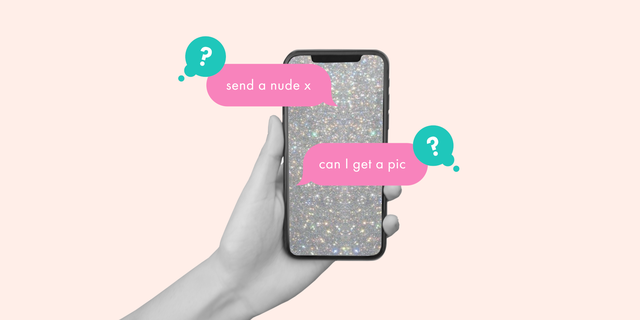 ?
send a nude x
can I get a pic
?